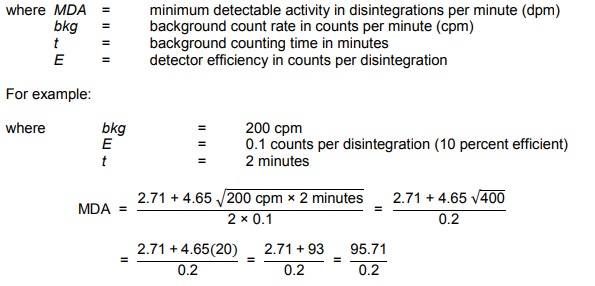 where MDA = minimum detectable activity in disintegrations per minute (dpm)
bkg = background count rate in counts per minute (cpm)
t = background counting time in minutes
E = detector efficiency in counts per disintegration
For example:
where bkg = 200 cpm
E = 0.1 counts per disintegration (10 percent efficient)
t = 2 minutes
MDA = (2.71 + 4.65 √(200 cpm × 2 minutes)) / (2 × 0.1) = (2.71 + 4.65 √400) / 0.2
= (2.71 + 4.65(20)) / 0.2 = (2.71 + 93) / 0.2 = 95.71 / 0.2